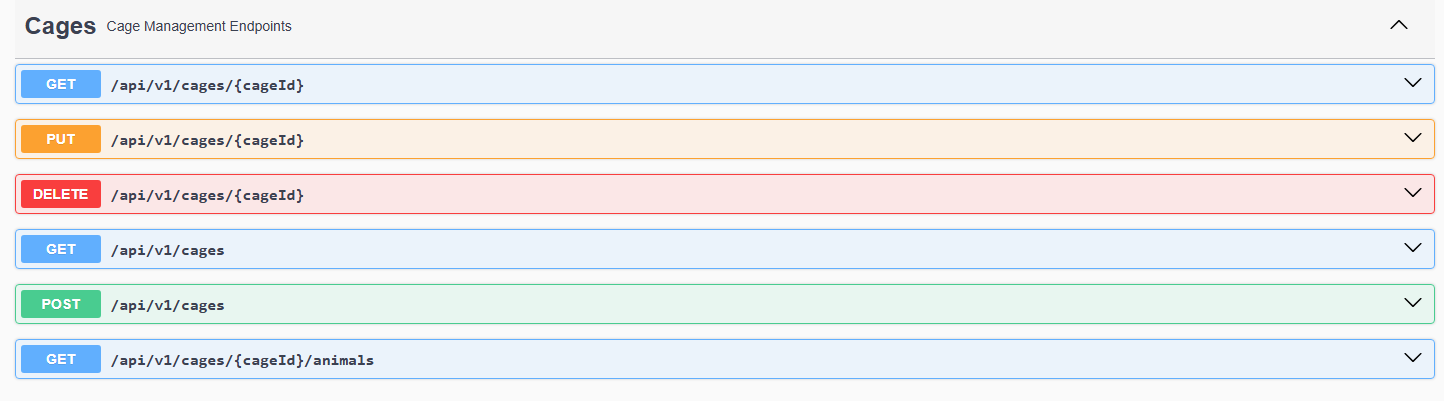 Cages Cage Management Endpoints
GET /api/v1/cages/{cageId}
PUT /api/v1/cages/{cageId}
DELETE /api/v1/cages/{cageId}
GET /api/v1/cages
POST /api/v1/cages
GET /api/v1/cages/{cageId}/animals